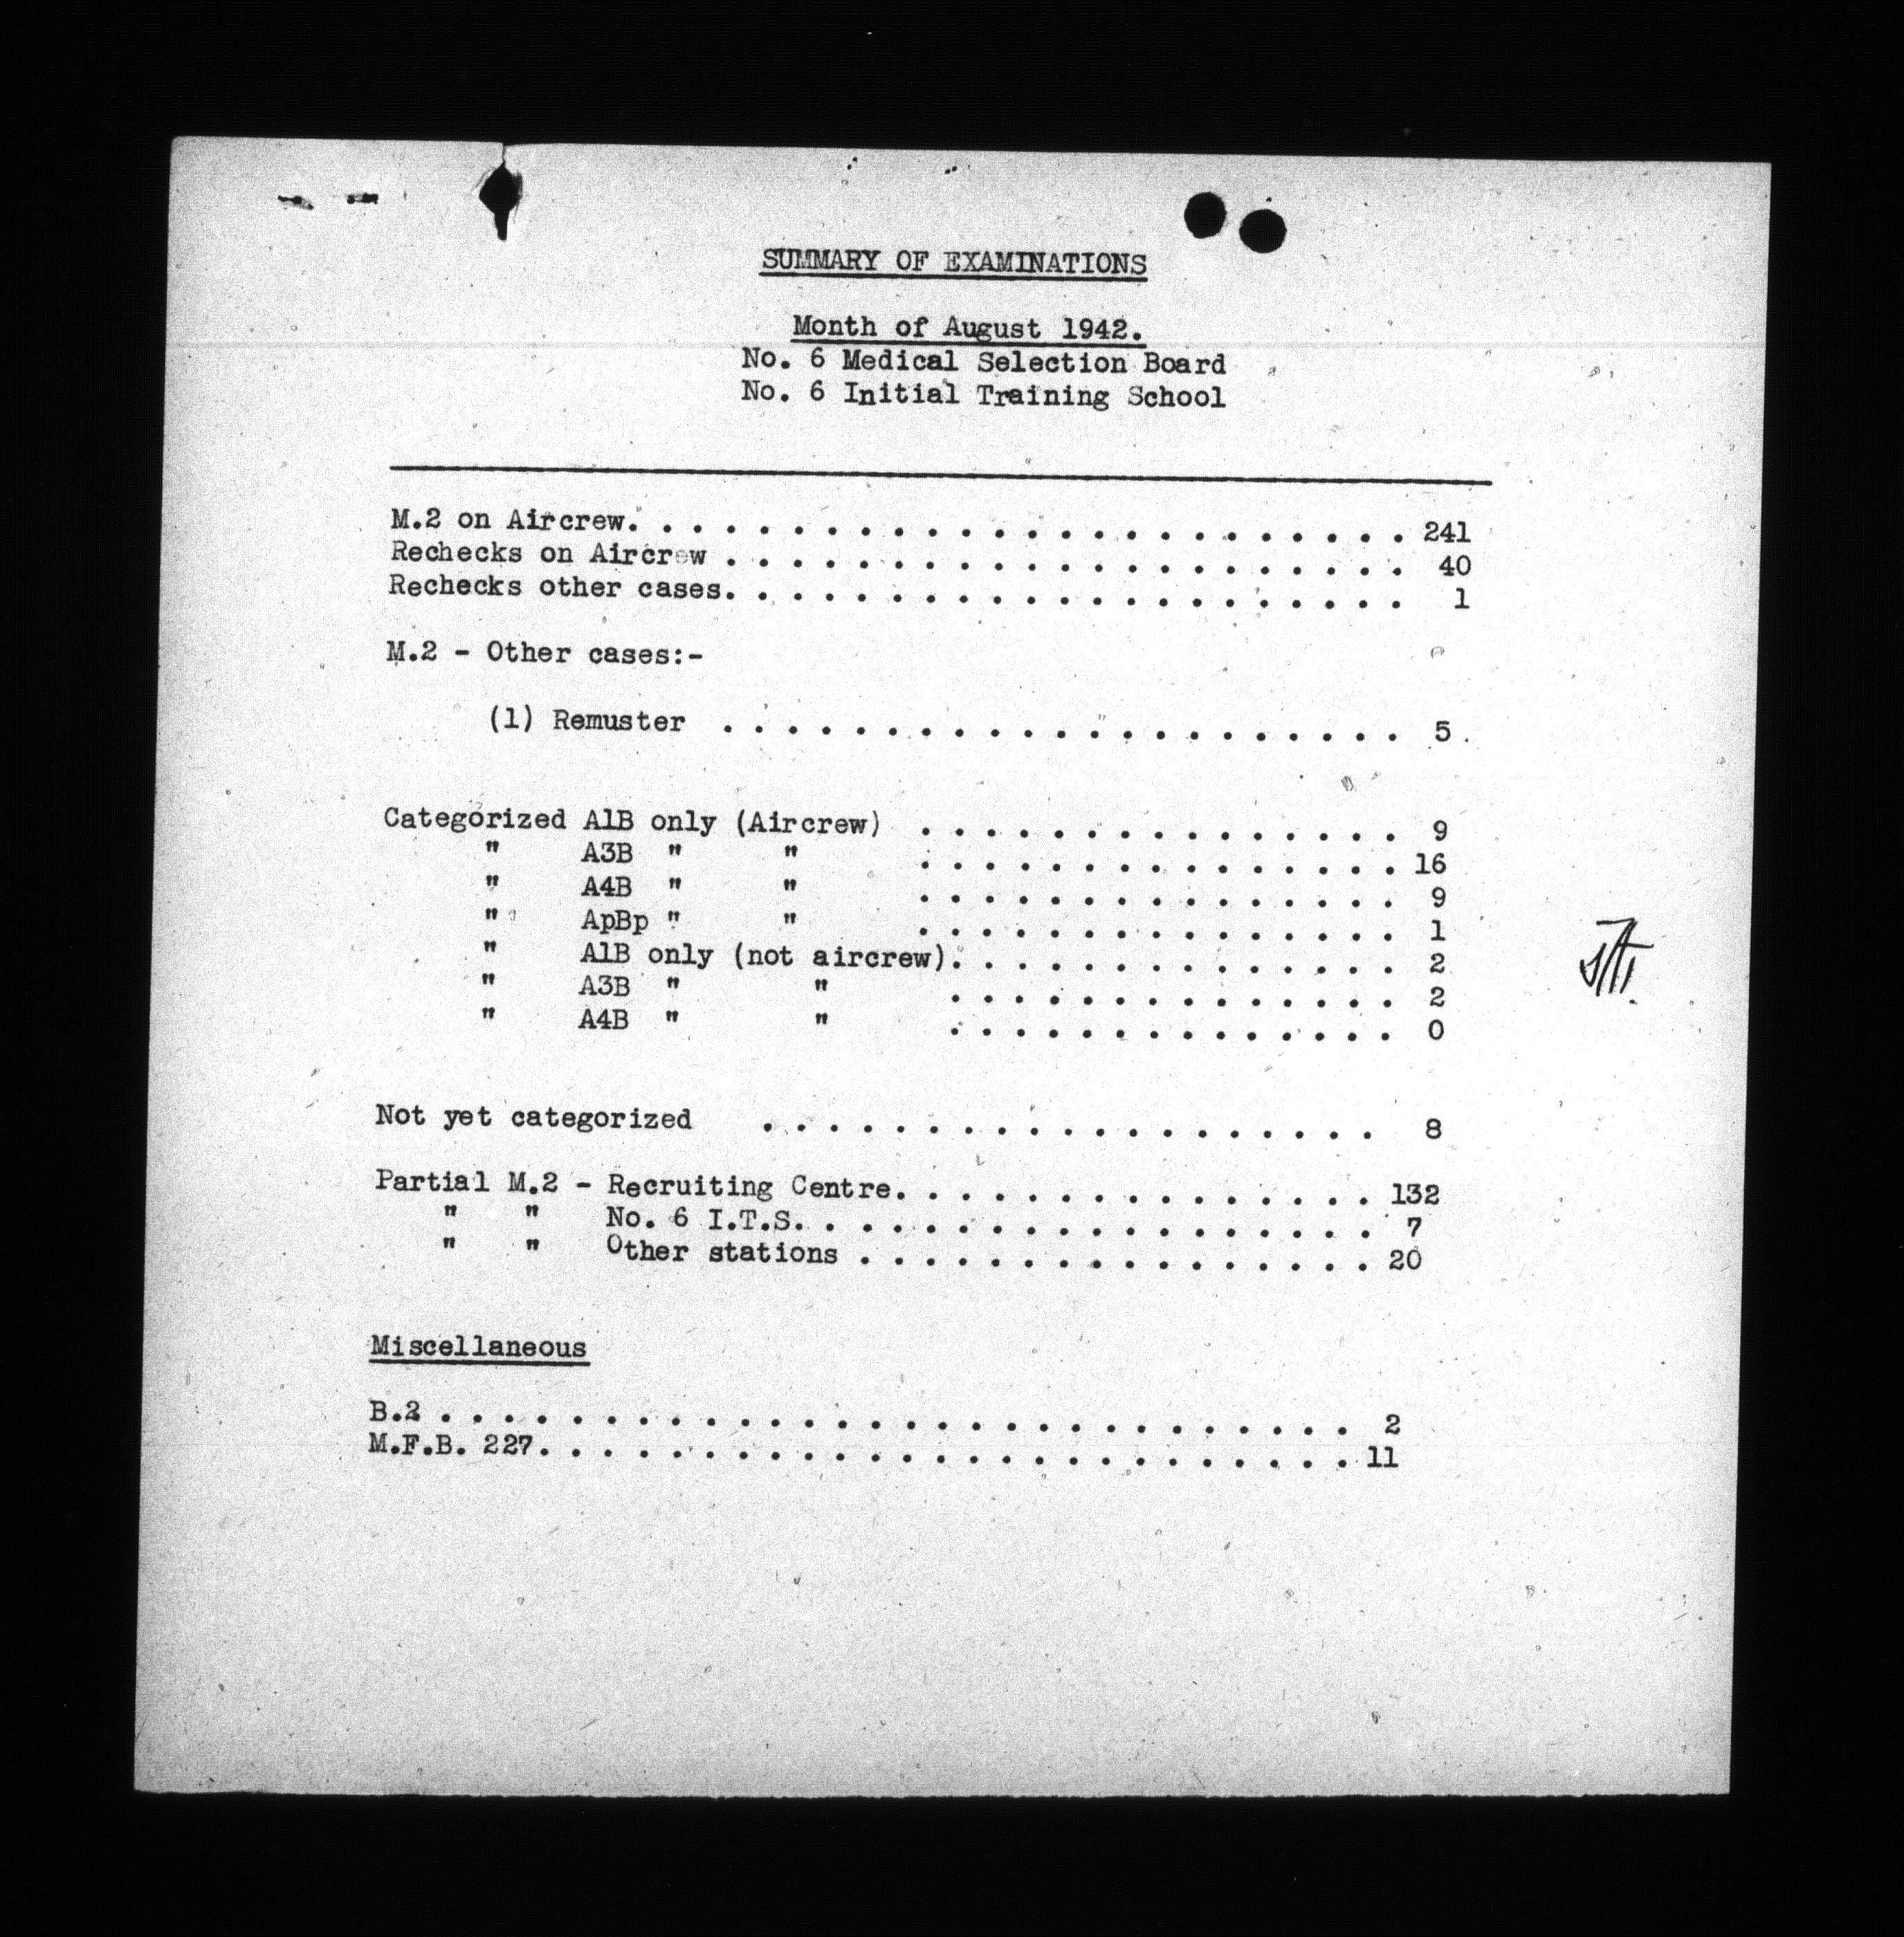 SUMMARY OF EXAMINATIONS
Month of August 1942.
No. 6 Medical Selection Board
No. 6 Initial Training School
M.2 on Aircrew. . . . . . . . . . . . . . . . . . . . . . . . 241
Rechecks on Aircrew . . . . . . . . . . . . . . . . . . . . . 40
Rechecks other cases. . . . . . . . . . . . . . . . . . . . . 1
M.2 - Other cases:-
(1) Remuster . . . . . . . . . . . . . . . . . . . . . 5
Categorized A1B only (Aircrew) . . . . . . . . . . . . . . . 9
" A3B " " . . . . . . . . . . . . . . . 16
" A4B " " . . . . . . . . . . . . . . . 9
" ApBp " " . . . . . . . . . . . . . . . 1
" A1B only (not aircrew). . . . . . . . . . . . . . 2
" A3B " " . . . . . . . . . . . . . . 2
" A4B " " . . . . . . . . . . . . . . 0
Not yet categorized . . . . . . . . . . . . . . . . . . . 8
Partial M.2 - Recruiting Centre. . . . . . . . . . . . . . . 132
" " No. 6 I.T.S. . . . . . . . . . . . . . . . . . 7
" " Other stations . . . . . . . . . . . . . . . . 20
Miscellaneous
B.2 . . . . . . . . . . . . . . . . . . . . . . . . . . . . 2
M.F.B. 227. . . . . . . . . . . . . . . . . . . . . . . . . 11